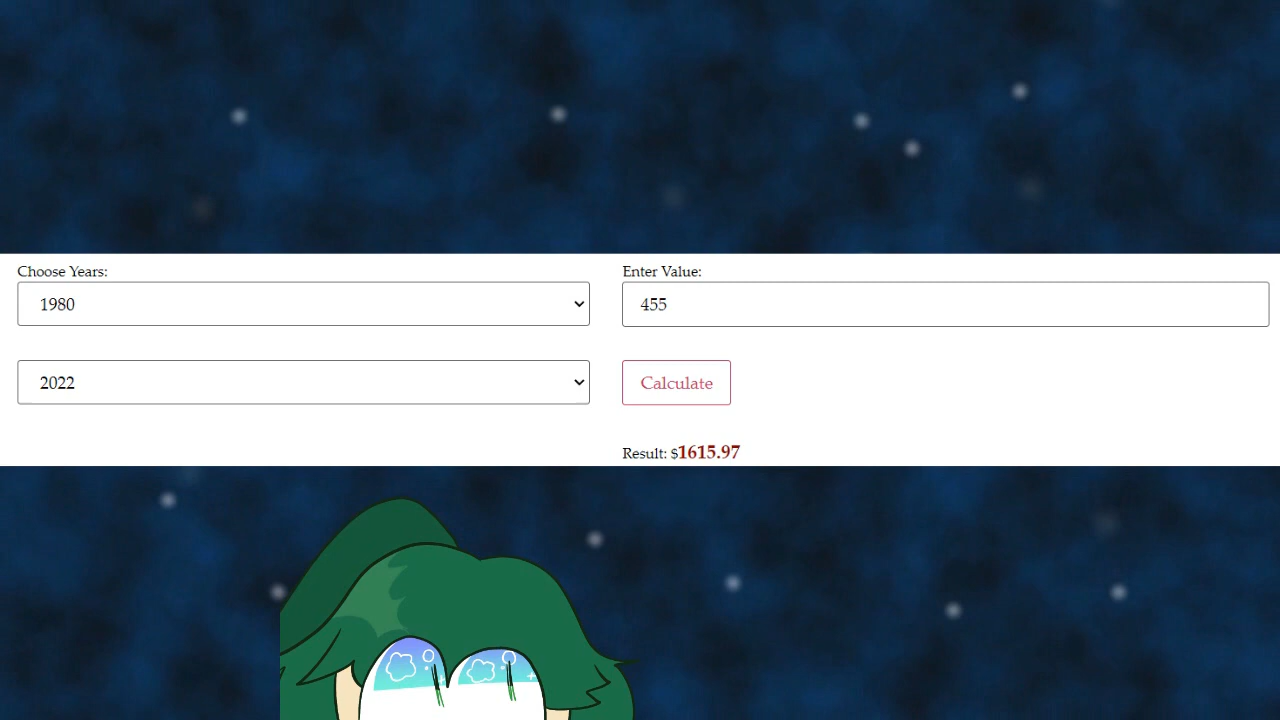 Choose Years:
1980
2022
Enter Value:
455
Calculate
Result: $1615.97